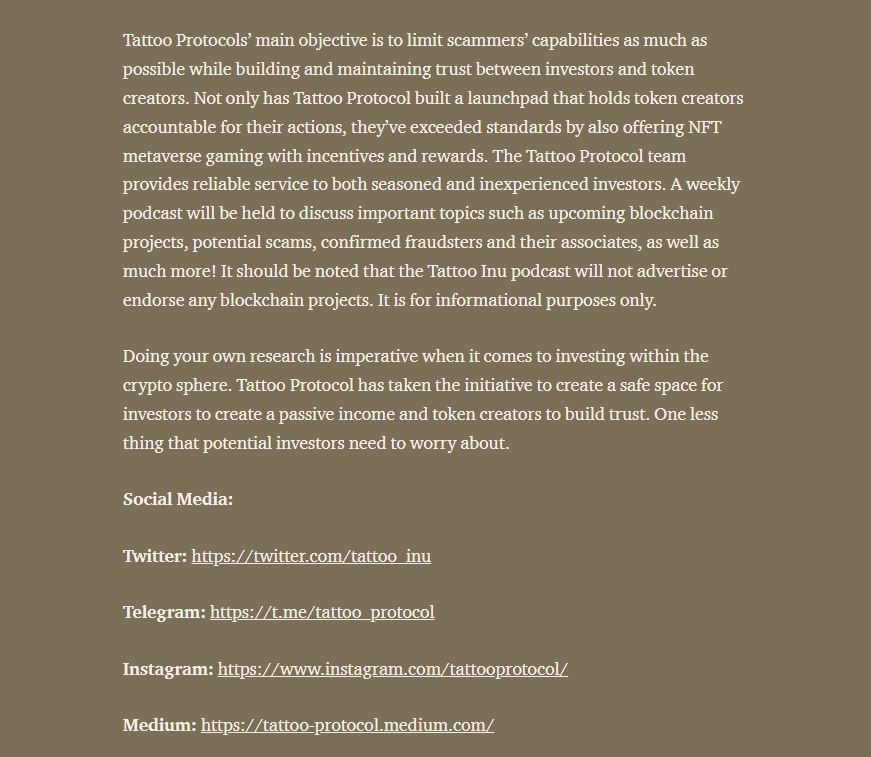 Tattoo Protocols’ main objective is to limit scammers’ capabilities as much as
possible while building and maintaining trust between investors and token
creators. Not only has Tattoo Protocol built a launchpad that holds token creators
accountable for their actions, they’ve exceeded standards by also offering NFT
metaverse gaming with incentives and rewards. The Tattoo Protocol team
provides reliable service to both seasoned and inexperienced investors. A weekly
podcast will be held to discuss important topics such as upcoming blockchain
projects, potential scams, confirmed fraudsters and their associates, as well as
much more! It should be noted that the Tattoo Inu podcast will not advertise or
endorse any blockchain projects. It is for informational purposes only.
Doing your own research is imperative when it comes to investing within the
crypto sphere. Tattoo Protocol has taken the initiative to create a safe space for
investors to create a passive income and token creators to build trust. One less
thing that potential investors need to worry about.
Social Media:
Twitter: https://twitter.com/tattoo_inu
Telegram: https://t.me/tattoo_protocol
Instagram: https://www.instagram.com/tattooprotocol/
Medium: https://tattoo-protocol.medium.com/